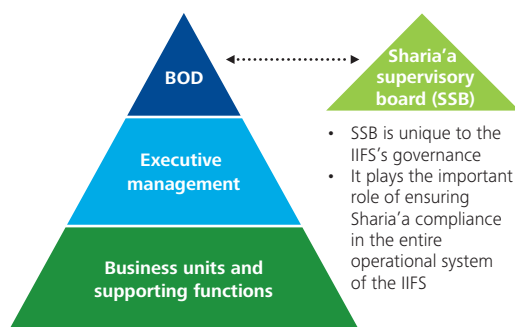 BOD
Executive
management
Business units and
supporting functions
Sharia'a
supervisory
board (SSB)
• SSB is unique to the
IIFS's governance
• It plays the important
role of ensuring
Sharia'a compliance
in the entire
operational system
of the IIFS